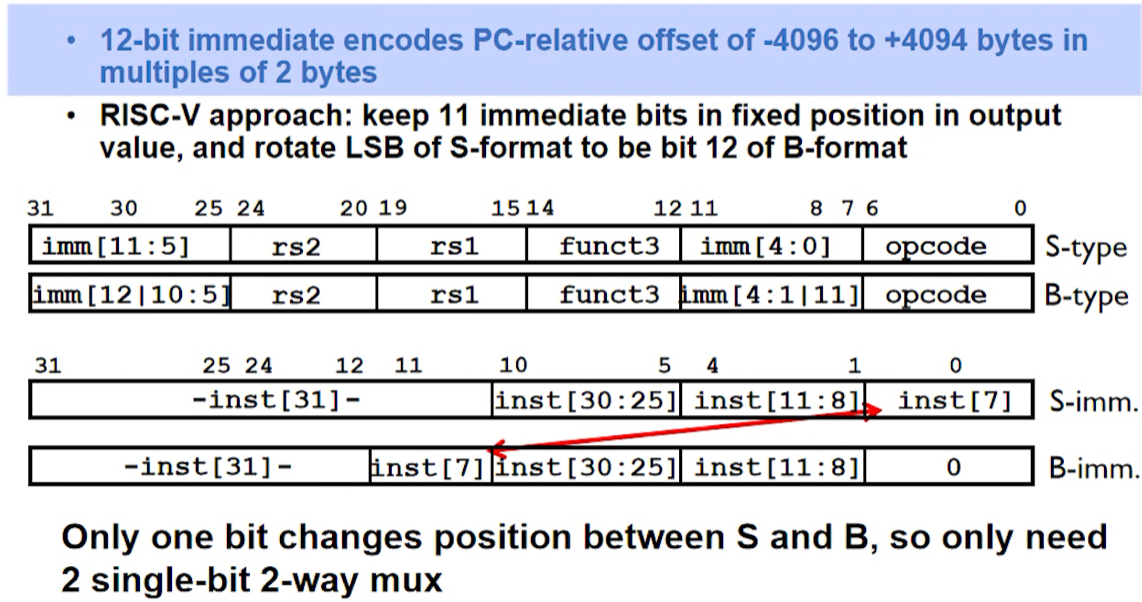 • 12-bit immediate encodes PC-relative offset of -4096 to +4094 bytes in
multiples of 2 bytes
• RISC-V approach: keep 11 immediate bits in fixed position in output
value, and rotate LSB of S-format to be bit 12 of B-format
31 30 25 24 20 19 15 14 12 11 8 7 6 0
imm[11:5] rs2 rs1 funct3 imm[4:0] opcode S-type
imm[12|10:5] rs2 rs1 funct3 imm[4:1|11] opcode B-type
31 25 24 12 11 10 5 4 1 0
-inst[31]- inst[30:25] inst[11:8] inst[7] S-imm.
-inst[31]- inst[7] inst[30:25] inst[11:8] 0 B-imm.
Only one bit changes position between S and B, so only need
2 single-bit 2-way mux